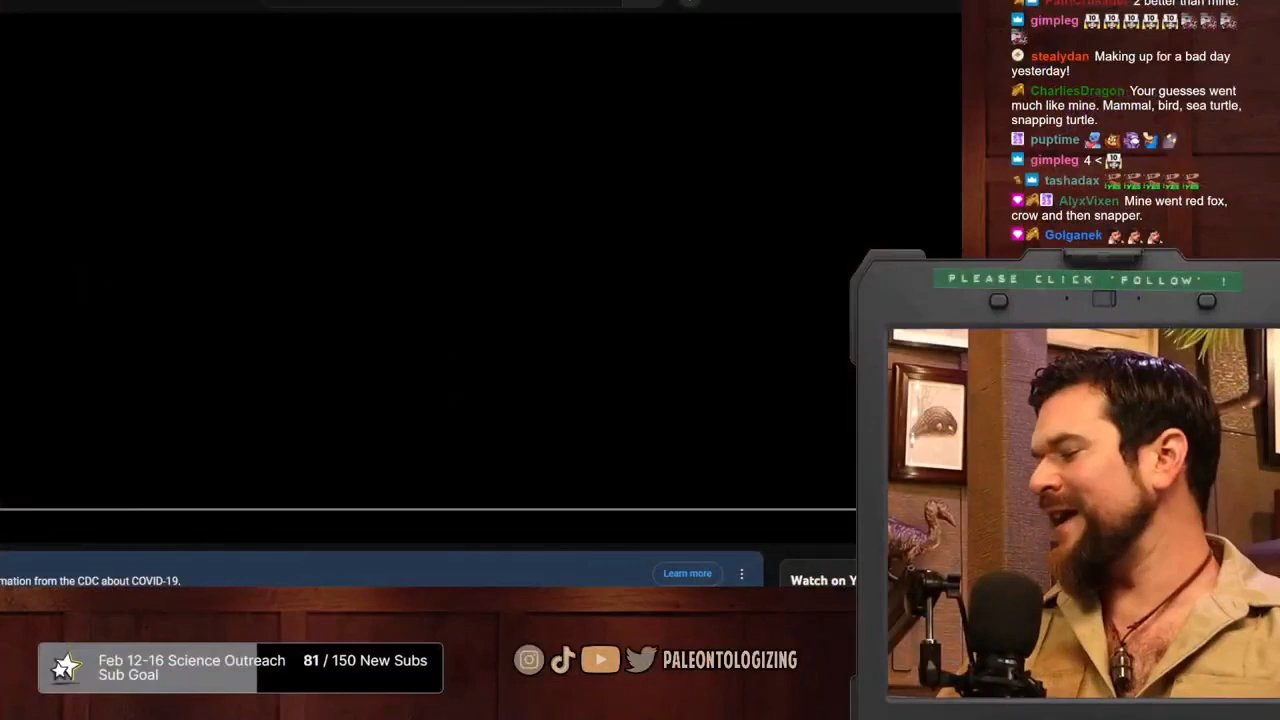 2 better than mine.
gimpleg
stealydan Making up for a bad day
yesterday!
CharliesDragon Your guesses went
much like mine. Mammal, bird, sea turtle,
snapping turtle.
puptime
gimpleg 4 <
tashadax
AlyxVixen Mine went red fox,
crow and then snapper.
Golganek
PLEASE CLICK 'FOLLOW' !
mation from the CDC about COVID-19.
Learn more
Watch on Y
Feb 12-16 Science Outreach
Sub Goal
81 / 150 New Subs
PALEONTOLOGIZING